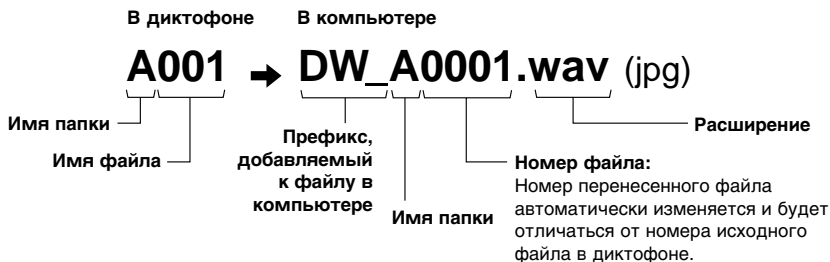 В диктофоне
В компьютере
A001 → DW_A0001.wav (jpg)
Имя папки
Имя файла
Префикс,
добавляемый
к файлу в
компьютере
Имя папки
Расширение
Номер файла:
Номер перенесенного файла
автоматически изменяется и будет
отличаться от номера исходного
файла в диктофоне.